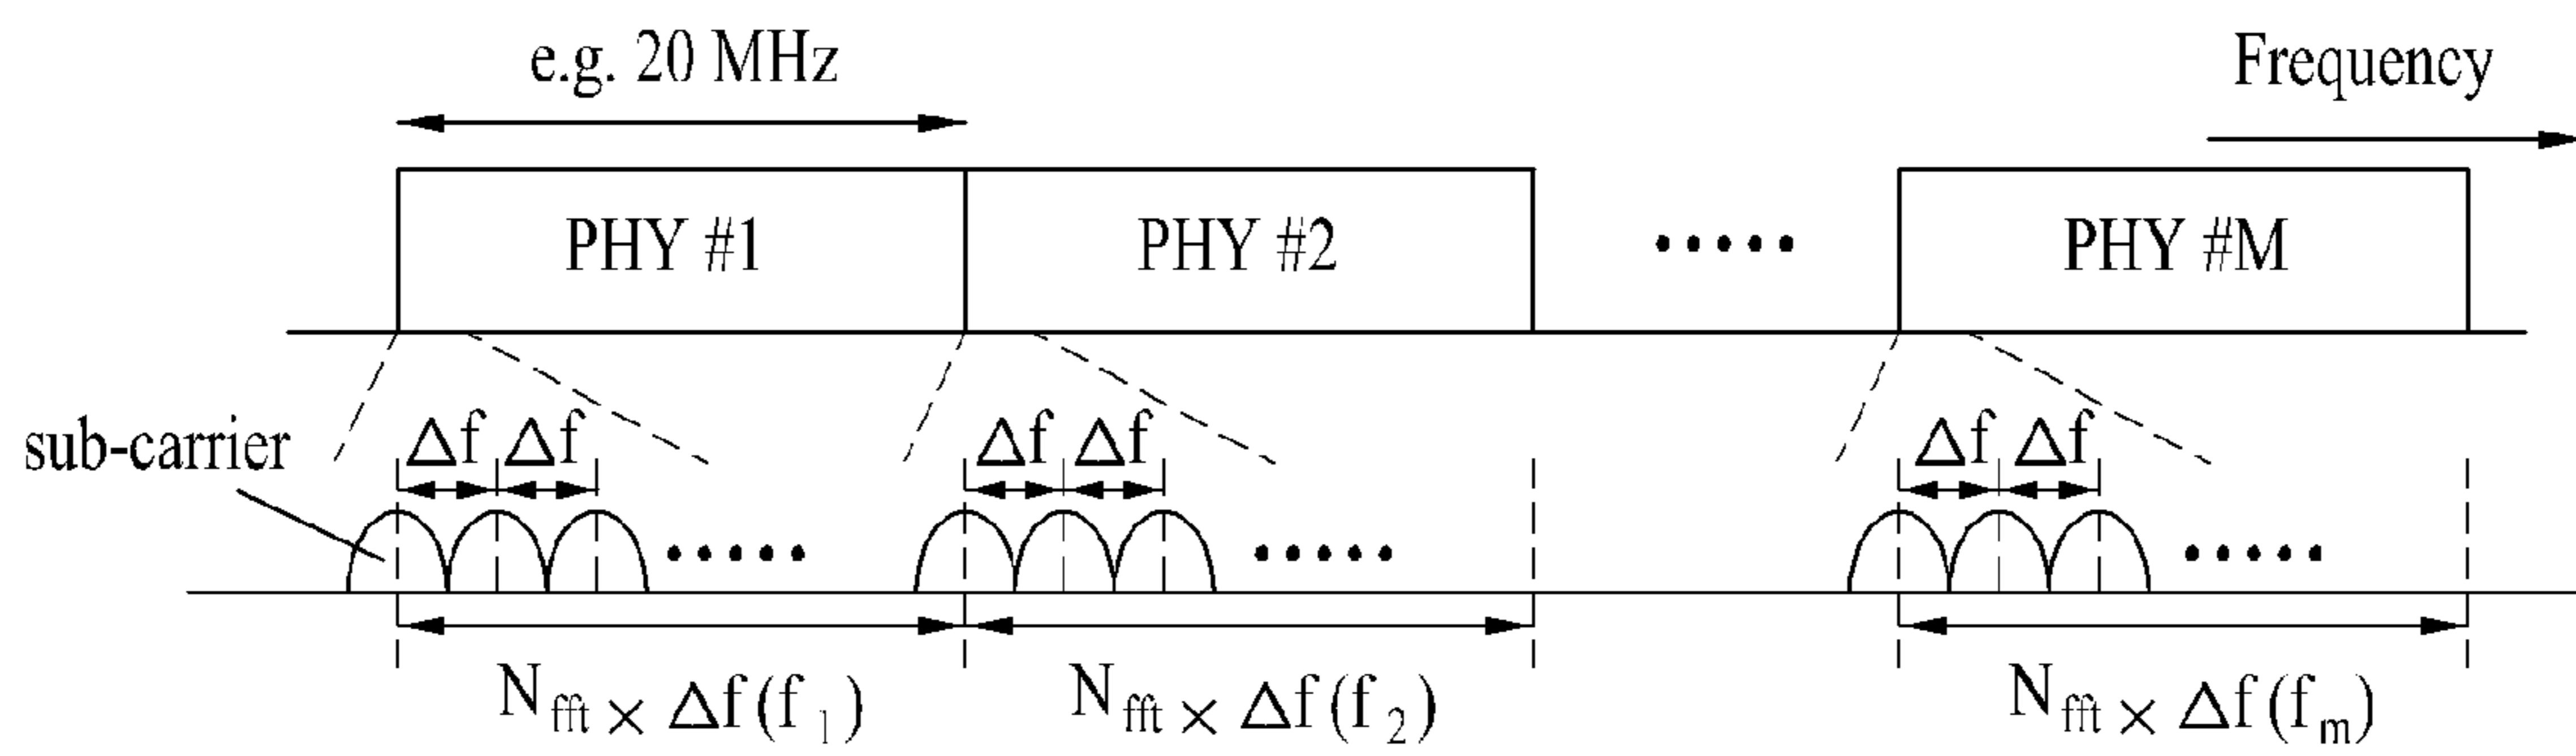 e.g. 20 MHz
Frequency
PHY #1
PHY #2
PHY #M
sub-carrier
Δf Δf
Δf Δf
Δf Δf
N_fft × Δf(f_1)
N_fft × Δf(f_2)
N_fft × Δf(f_m)